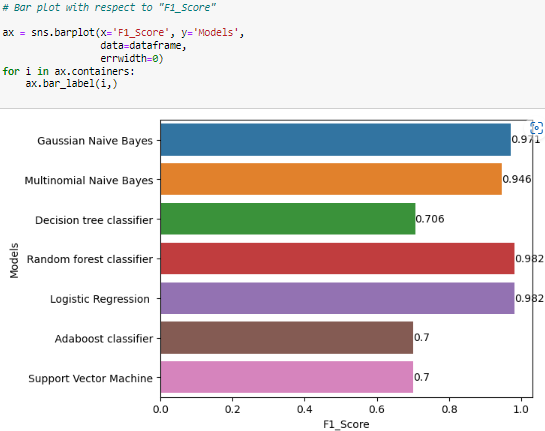 # Bar plot with respect to "F1_Score"
ax = sns.barplot(x='F1_Score', y='Models',
data=dataframe,
errwidth=0)
for i in ax.containers:
ax.bar_label(i,)
Gaussian Naive Bayes 0.971
Multinomial Naive Bayes 0.946
Decision tree classifier 0.706
Random forest classifier 0.982
Logistic Regression 0.982
Adaboost classifier 0.7
Support Vector Machine 0.7
Models
0.0 0.2 0.4 0.6 0.8 1.0
F1_Score